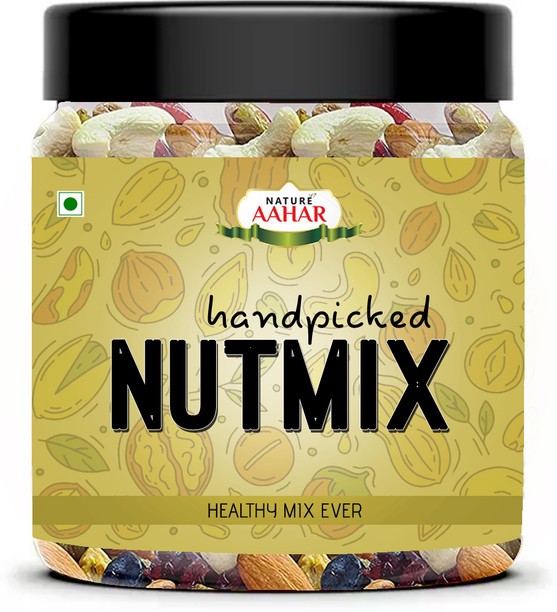 NATURE
AAHAR
handpicked
NUTMIX
HEALTHY MIX EVER